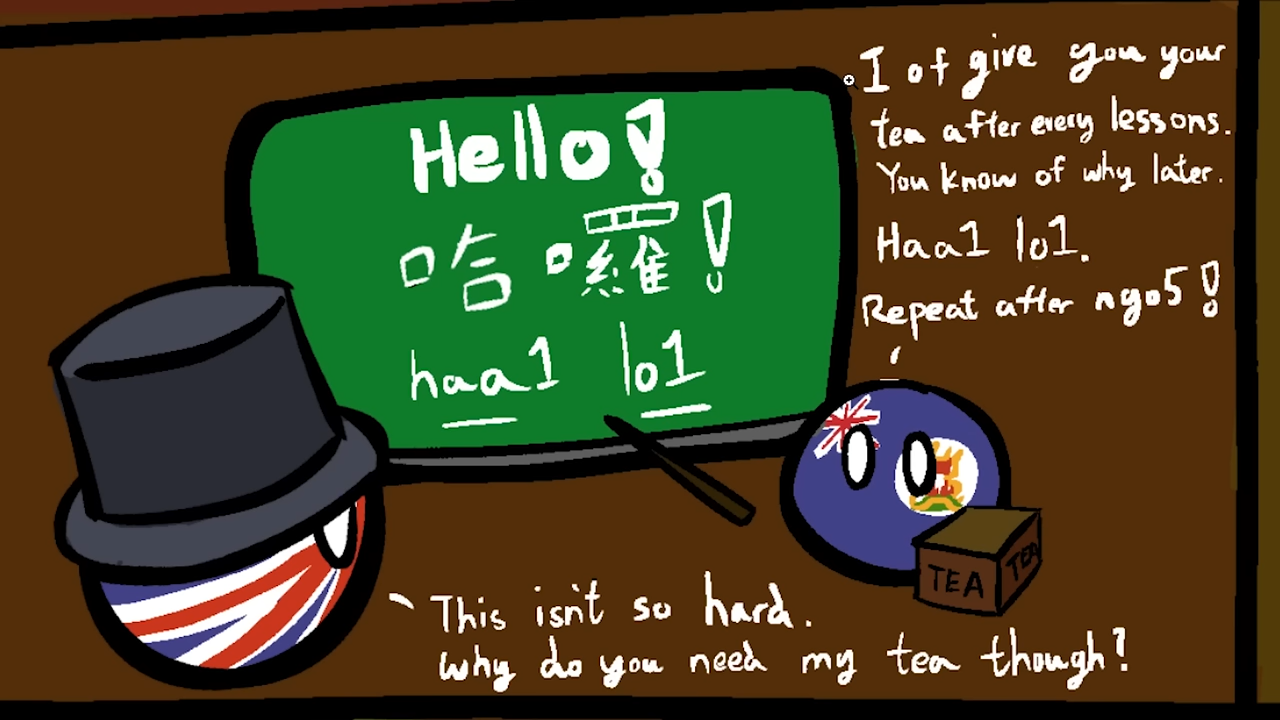 Hello!
哈囉!
haa1 lo1
I of give you your
tea after every lessons.
You know of why later.
Haa1 lo1.
Repeat after ngo5!
TEA
TEA
This isn't so hard.
Why do you need my tea though?